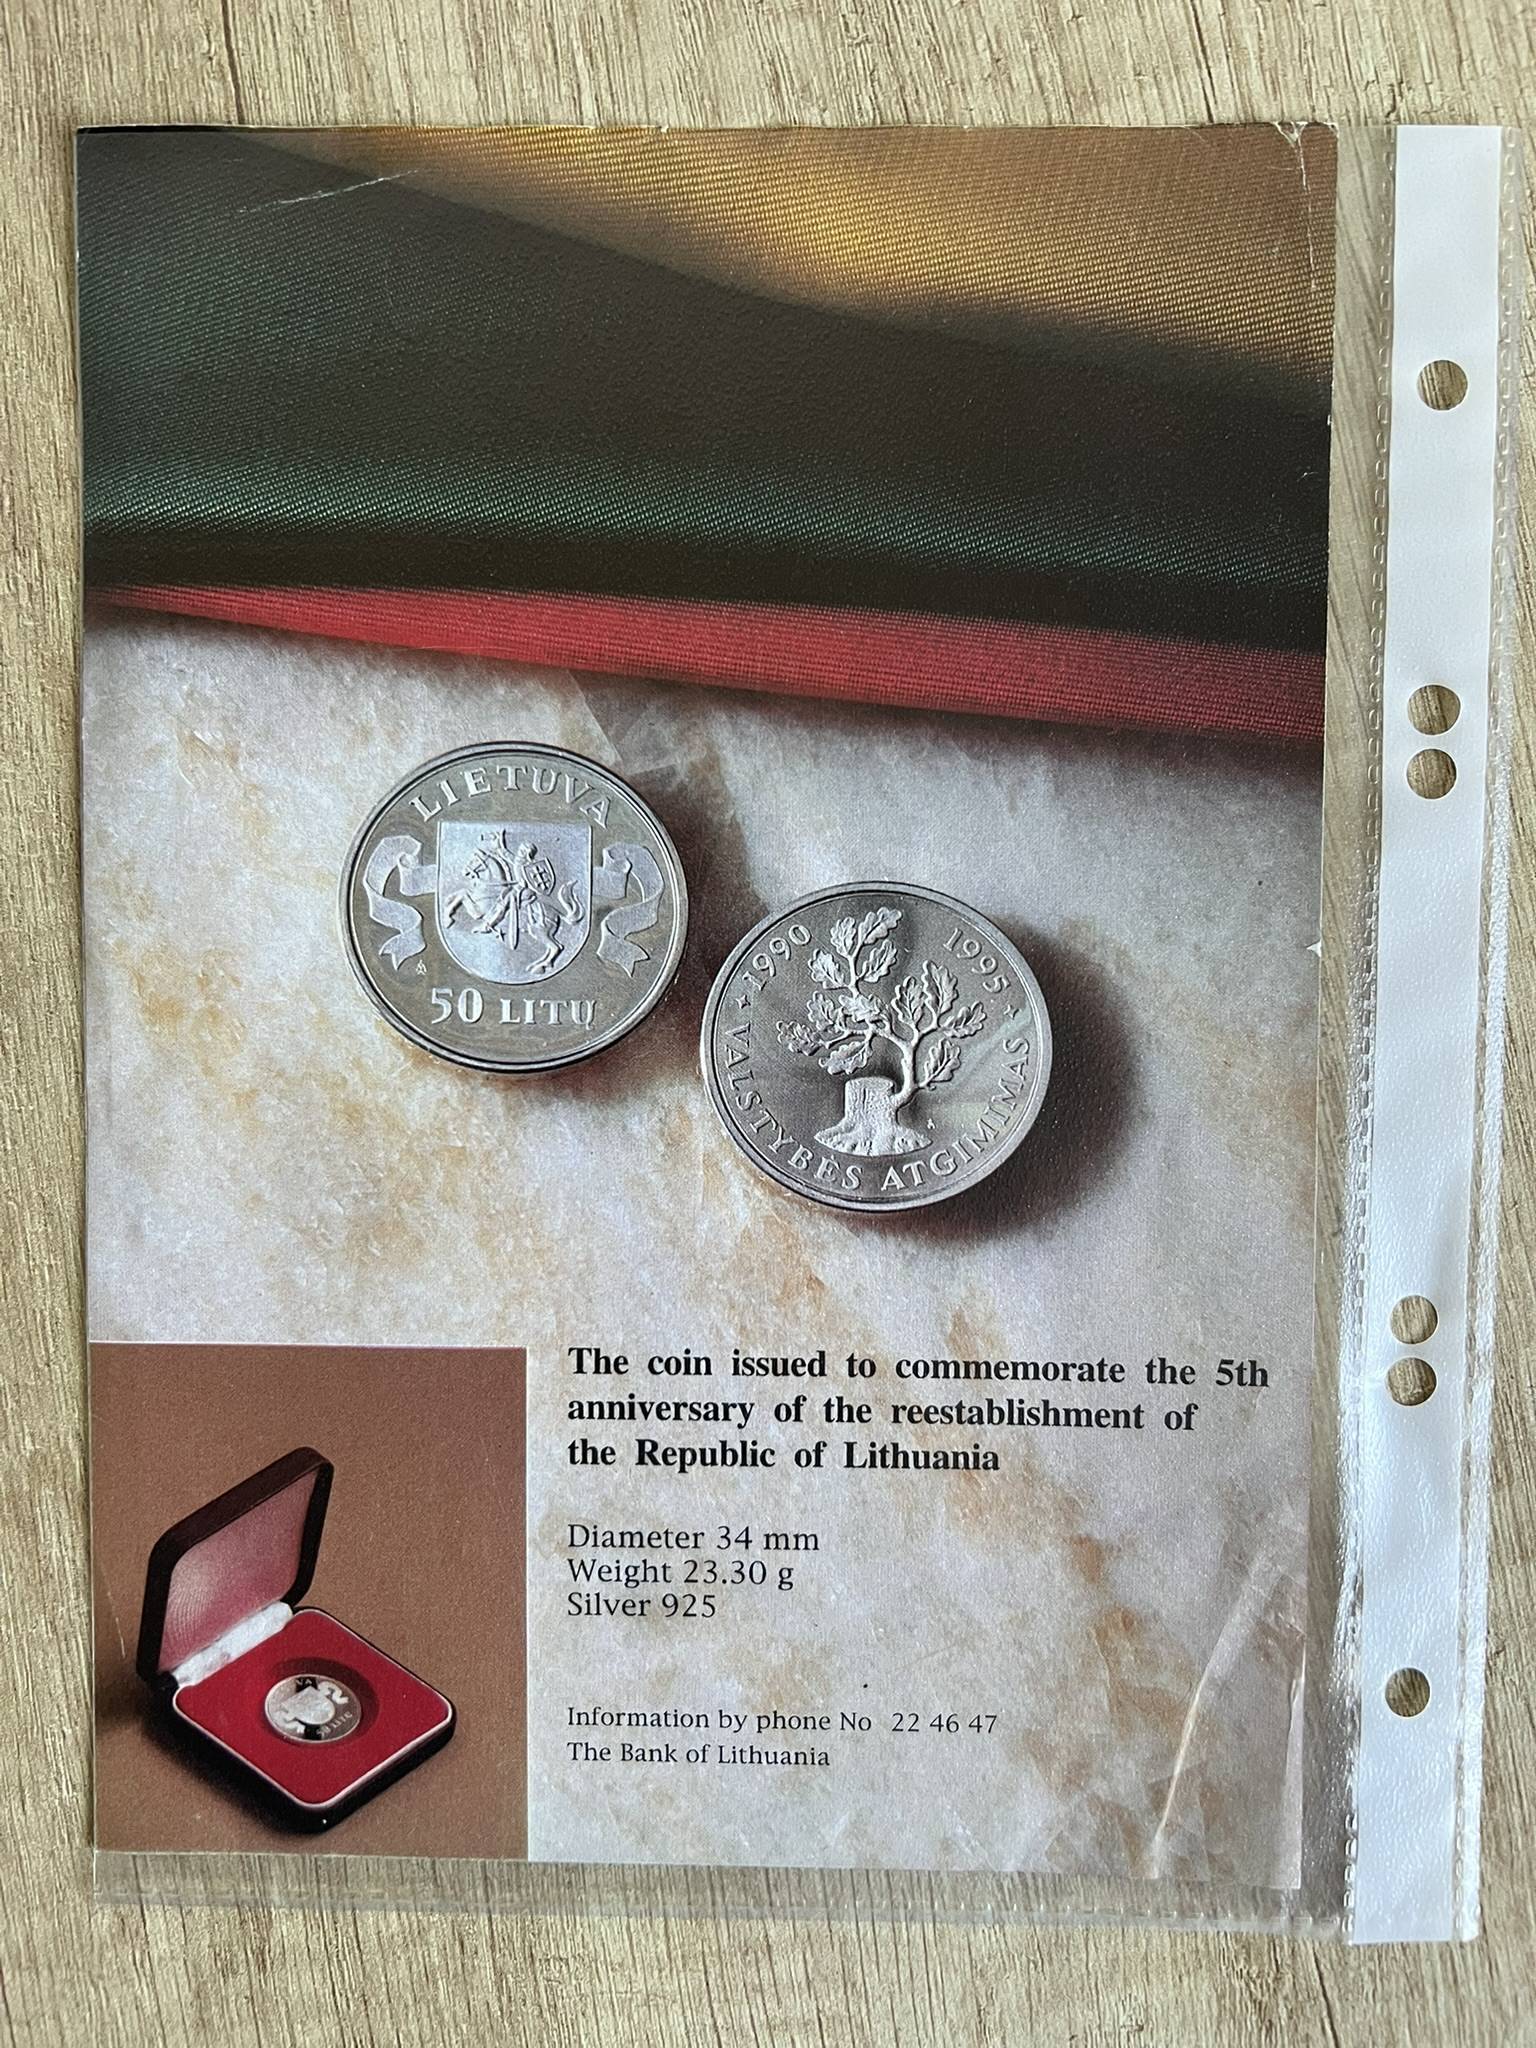 LIETUVA
50 LITŲ
1990 1995
VALSTYBĖS ATGIMIMAS
The coin issued to commemorate the 5th
anniversary of the reestablishment of
the Republic of Lithuania
Diameter 34 mm
Weight 23.30 g
Silver 925
Information by phone No 22 46 47
The Bank of Lithuania